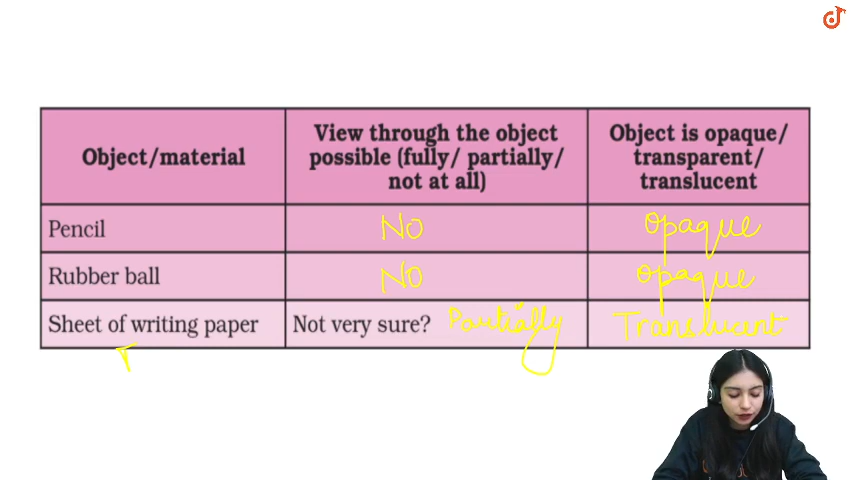 Object/material
View through the object
possible (fully/ partially/
not at all)
Object is opaque/
transparent/
translucent
Pencil
NO
Opaque
Rubber ball
NO
Opaque
Sheet of writing paper
Not very sure?
Partially
Translucent
T